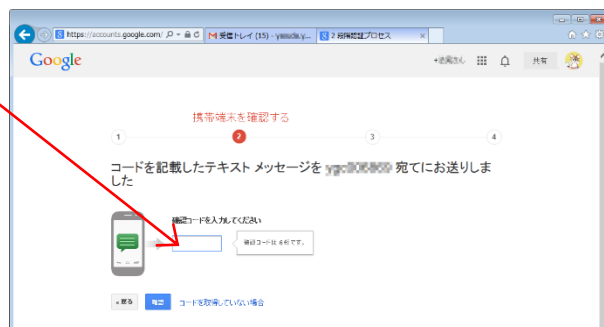 https://accounts.google.com/
受信トレイ (15) -
2 段階認証プロセス
Google
共有
携帯端末を確認する
1
2
3
4
コードを記載したテキスト メッセージを
宛てにお送りしま
した
確認コードを入力してください
確認コードは 6 桁です。
« 戻る
確認
コードを取得していない場合